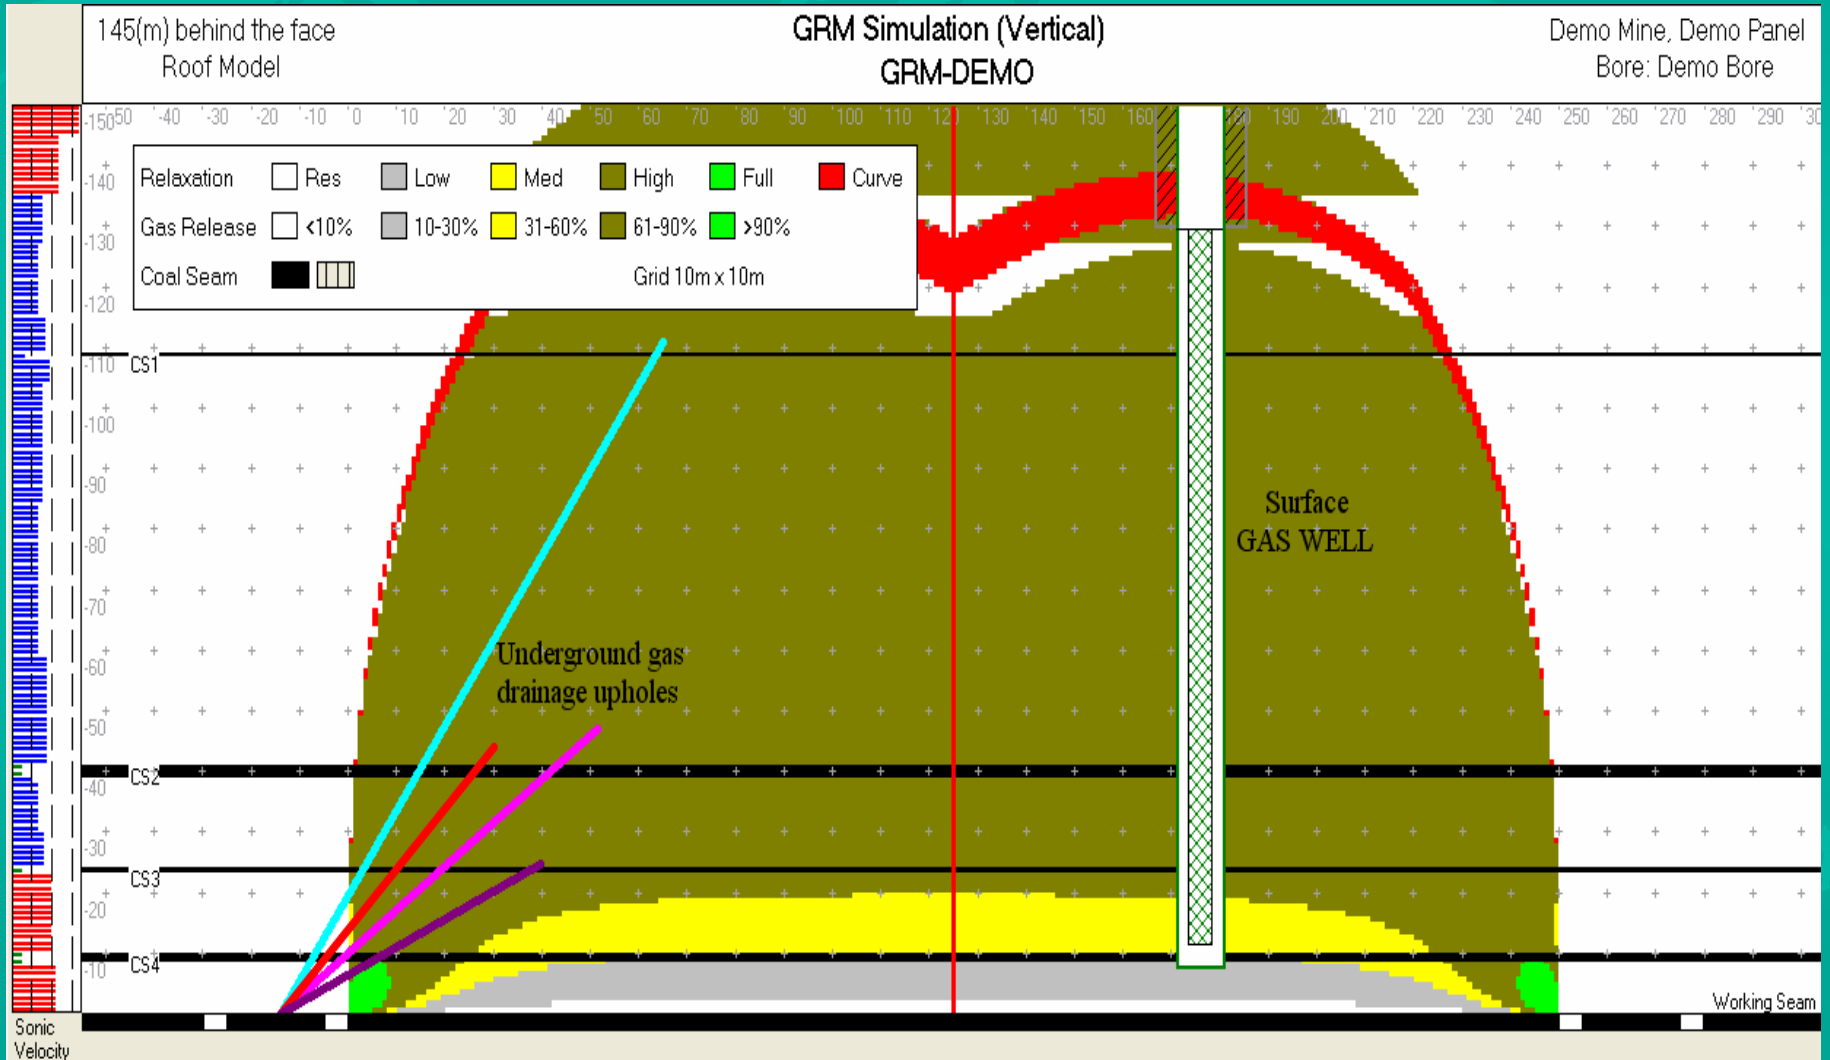 145(m) behind the face
Roof Model
GRM Simulation (Vertical)
GRM-DEMO
Demo Mine, Demo Panel
Bore: Demo Bore
-50 -40 -30 -20 -10 0 10 20 30 40 50 60 70 80 90 100 110 120 130 140 150 160 180 190 200 210 220 230 240 250 260 270 280 290
-150
Relaxation Res Low Med High Full Curve
-140
Gas Release <10% 10-30% 31-60% 61-90% >90%
-130
Coal Seam Grid 10m x 10m
-120
-110
CS1
-100
-90
Surface
GAS WELL
-80
-70
Underground gas
-60
drainage upholes
-50
CS2
-40
-30
CS3
-20
CS4
-10
Working Seam
Sonic
Velocity